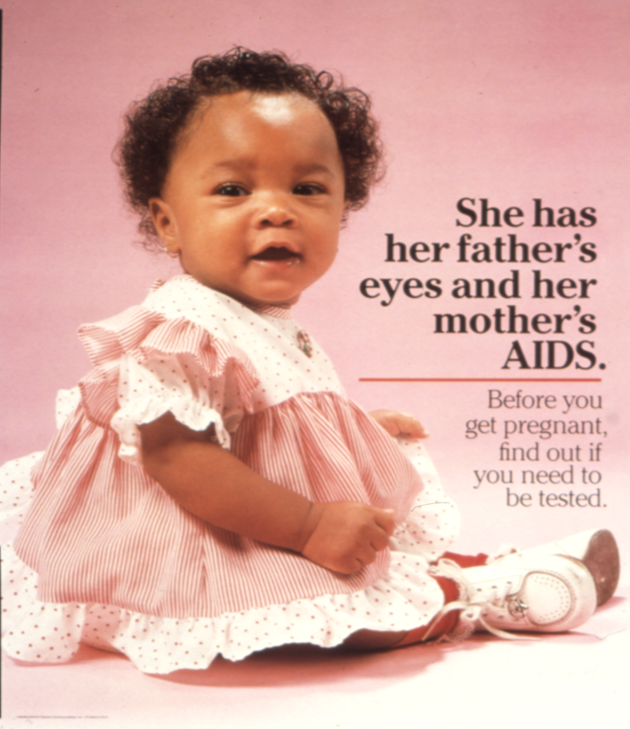 She has
her father's
eyes and her
mother's
AIDS.
Before you
get pregnant,
find out if
you need to
be tested.